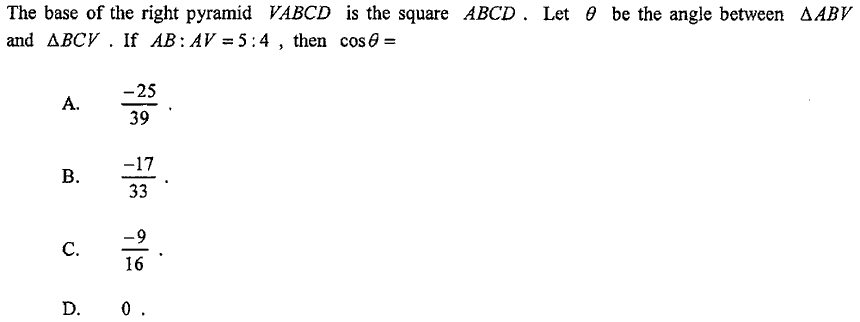 The base of the right pyramid VABCD is the square ABCD . Let θ be the angle between ΔABV
and ΔBCV . If AB : AV = 5 : 4 , then cos θ =
A. −25/39 .
B. −17/33 .
C. −9/16 .
D. 0 .